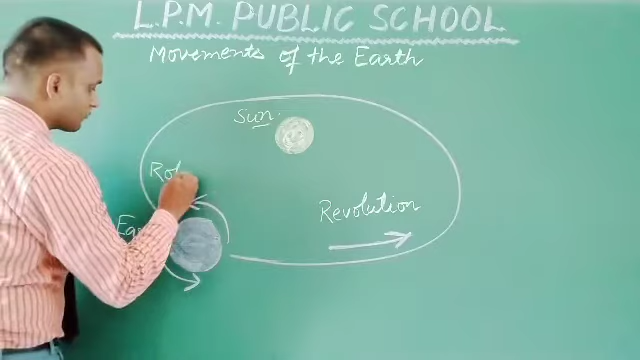 L.P.M. PUBLIC SCHOOL
Movements of the Earth
Sun
Revolution